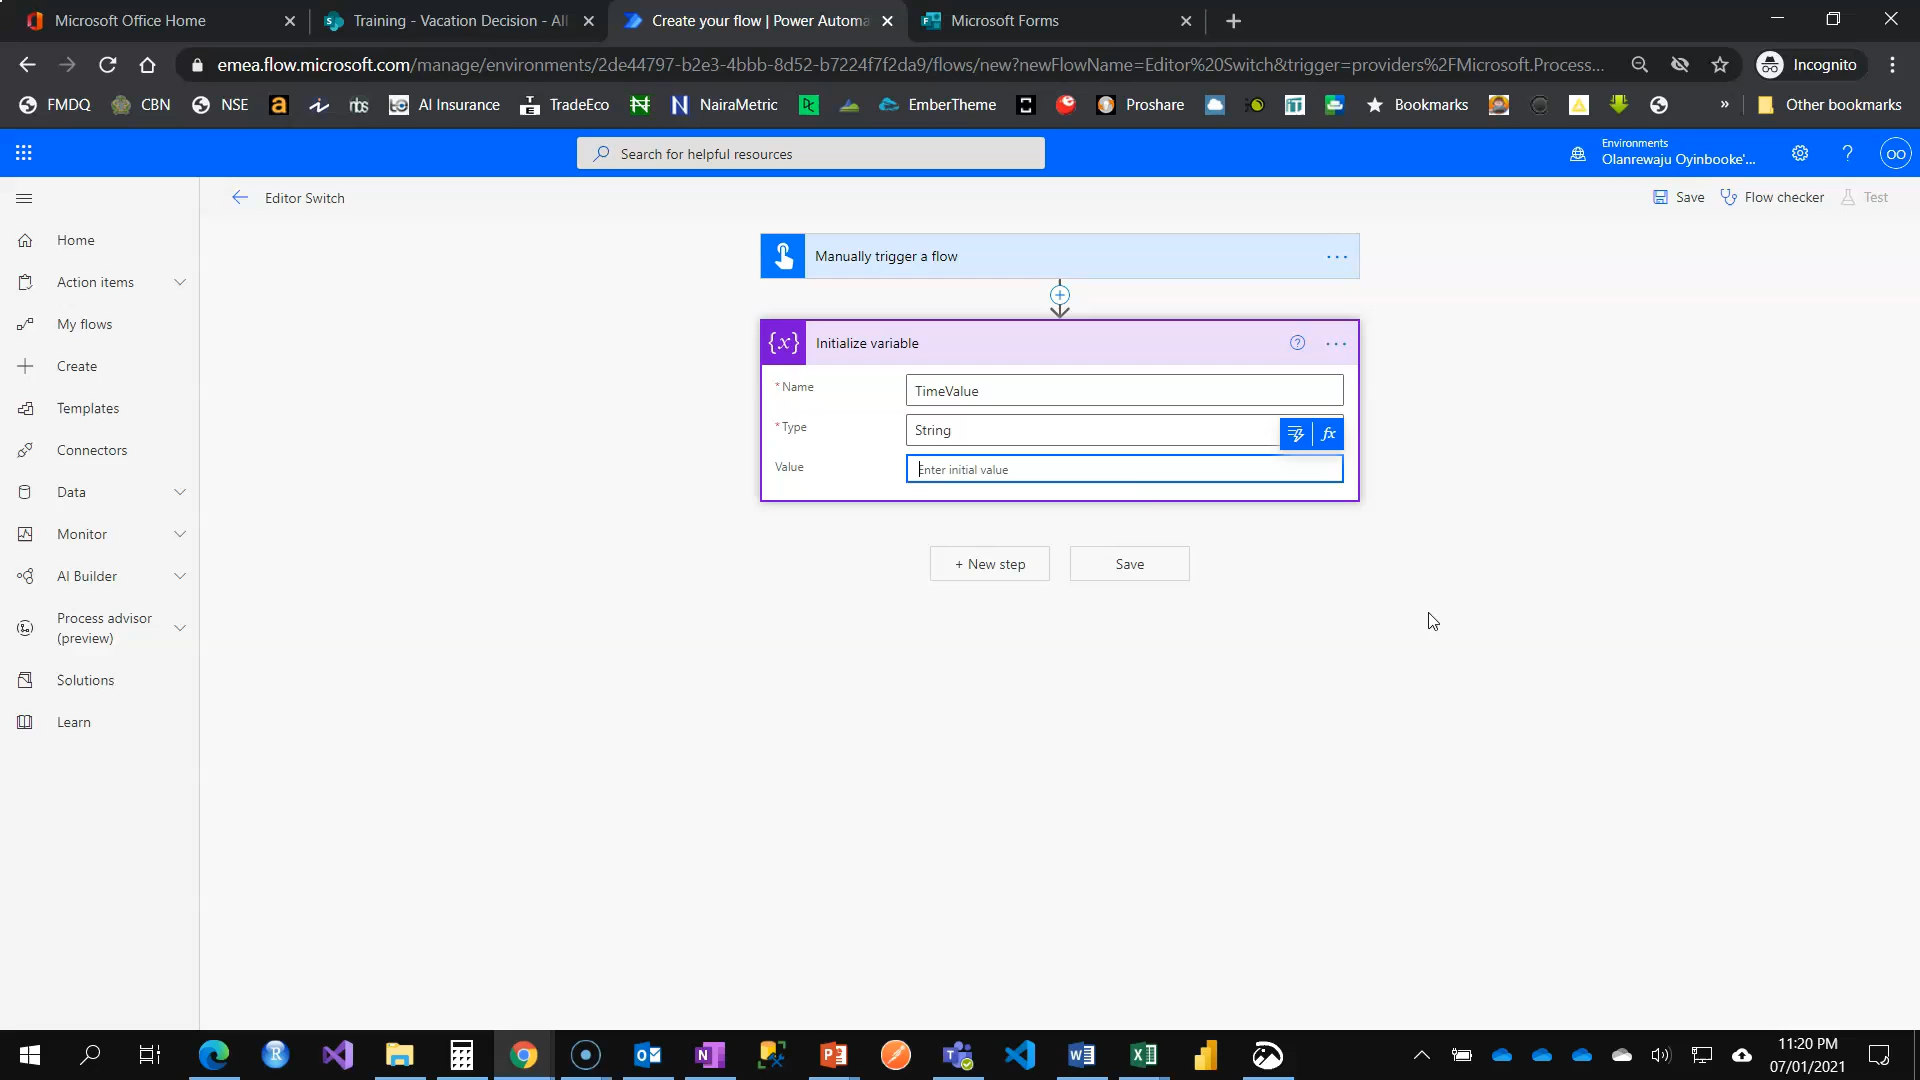 Microsoft Office Home
Training - Vacation Decision - All
Create your flow | Power Automa
Microsoft Forms
emea.flow.microsoft.com/manage/environments/2de44797-b2e3-4bbb-8d52-b7224f7f2da9/flows/new?newFlowName=Editor%20Switch&trigger=providers%2FMicrosoft.Process...
Incognito
FMDQ
CBN
NSE
AI Insurance
TradeEco
NairaMetric
EmberTheme
Proshare
Bookmarks
»
Other bookmarks
Search for helpful resources
Environments
Olanrewaju Oyinbooke'...
OO
Editor Switch
Save
Flow checker
Test
Home
Action items
My flows
Create
Templates
Connectors
Data
Monitor
AI Builder
Process advisor
(preview)
Solutions
Learn
Manually trigger a flow
{x}
Initialize variable
* Name
TimeValue
* Type
String
fx
Value
Enter initial value
+ New step
Save
11:20 PM
07/01/2021